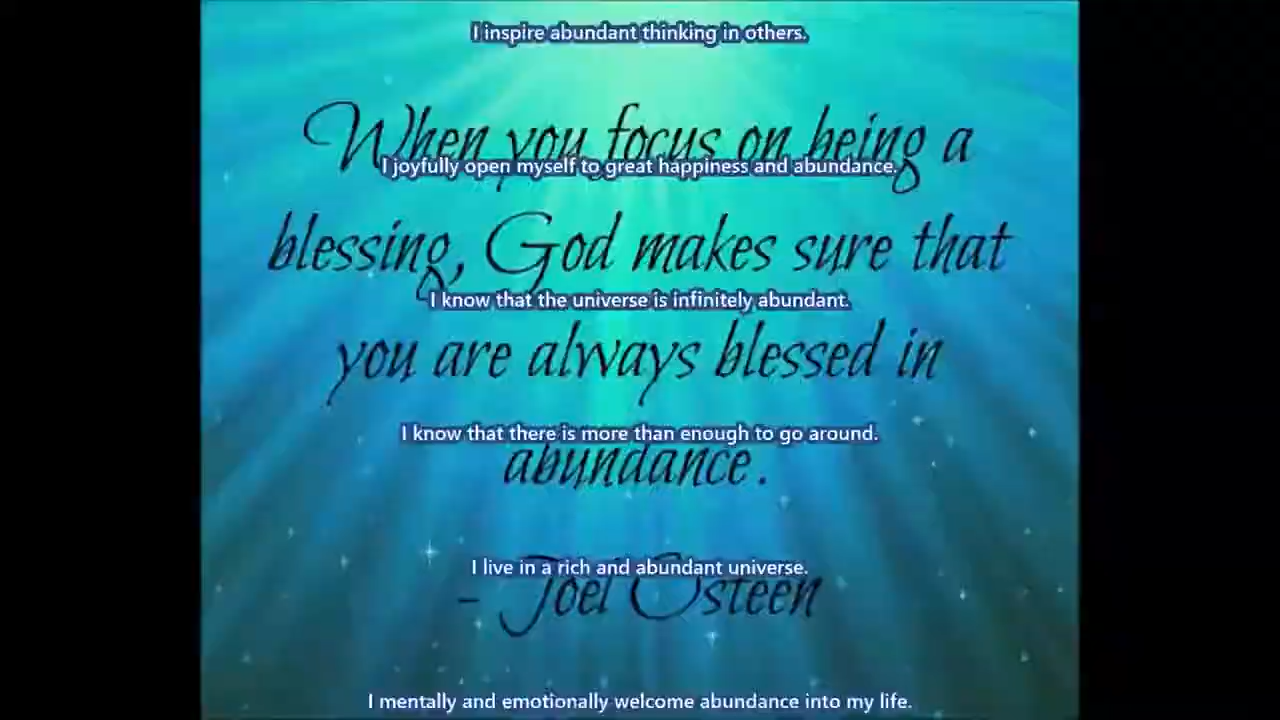 I inspire abundant thinking in others.
When you focus on being a
I joyfully open myself to great happiness and abundance.
blessing, God makes sure that
I know that the universe is infinitely abundant.
you are always blessed in
I know that there is more than enough to go around.
abundance.
I live in a rich and abundant universe.
- Joel Osteen
I mentally and emotionally welcome abundance into my life.